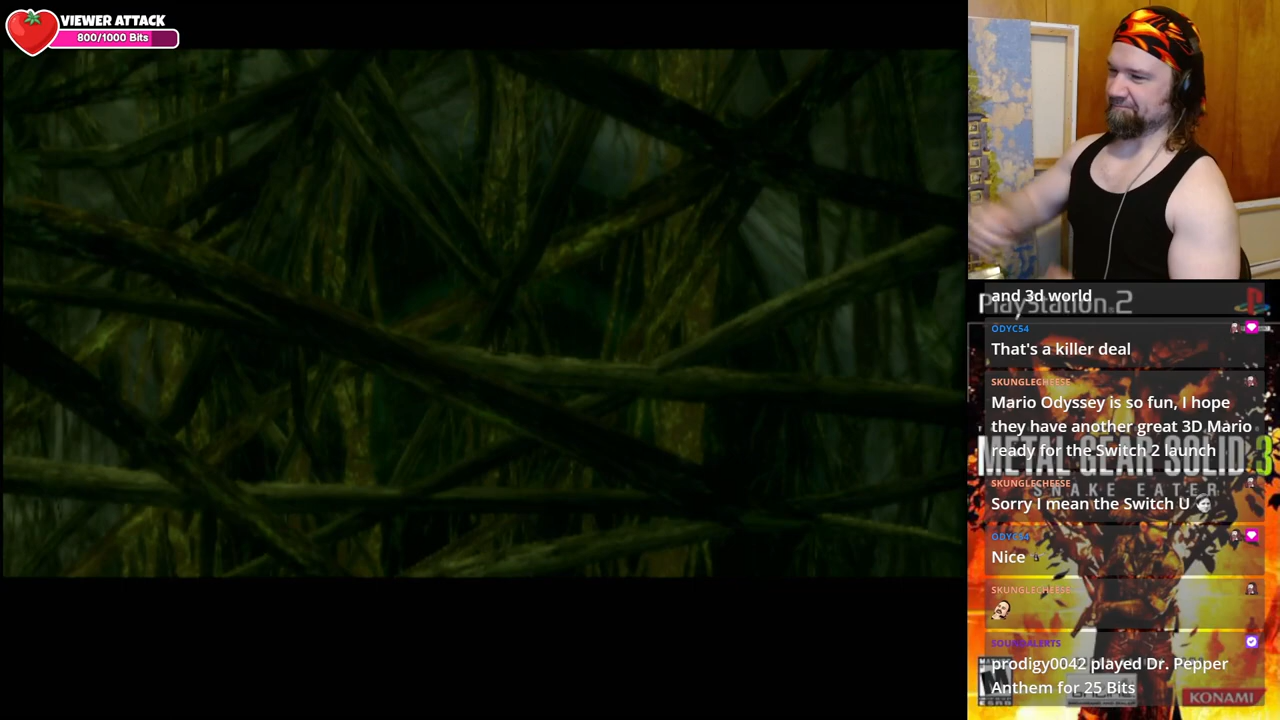 VIEWER ATTACK
800/1000 Bits
and 3d world
PlayStation.2
ODYC54
That's a killer deal
SKUNGLECHEESE
Mario Odyssey is so fun, I hope
they have another great 3D Mario
ready for the Switch 2 launch
METAL GEAR SOLID 3
SNAKE EATER
SKUNGLECHEESE
Sorry I mean the Switch U
ODYC54
Nice
SKUNGLECHEESE
SOUNDALERTS
prodigy0042 played Dr. Pepper
Anthem for 25 Bits
M
ESRB
KONAMI